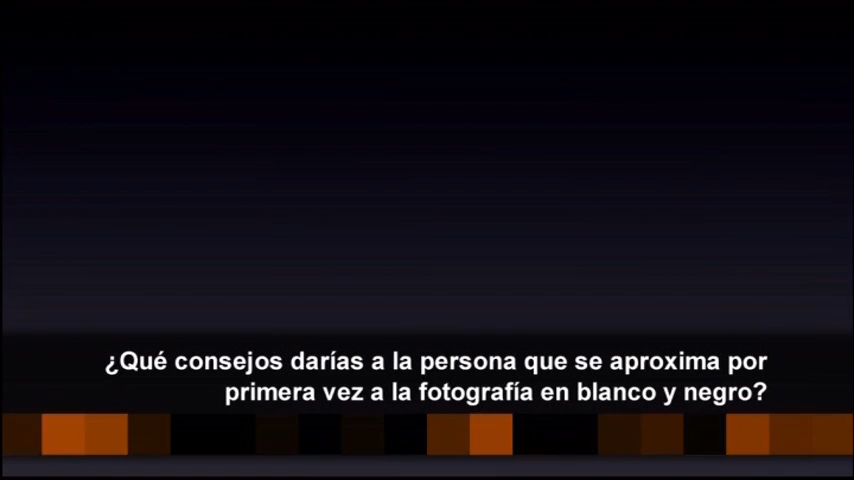 ¿Qué consejos darías a la persona que se aproxima por
primera vez a la fotografía en blanco y negro?